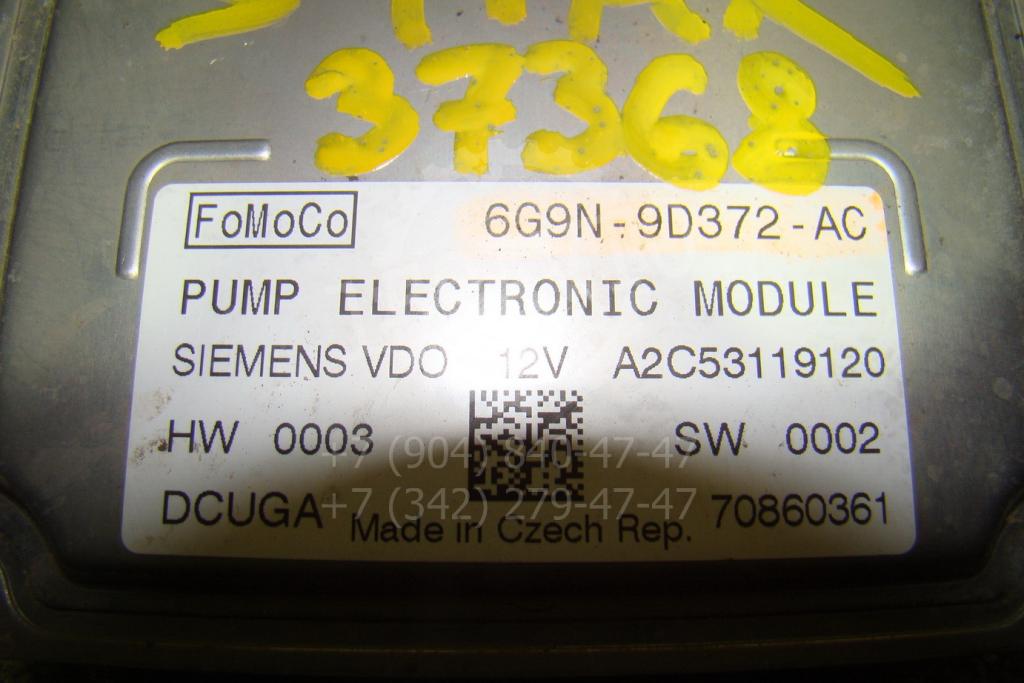 37368
FoMoCo 6G9N-9D372-AC
PUMP ELECTRONIC MODULE
SIEMENS VDO 12V A2C53119120
HW 0003 SW 0002
+7 (904) 840-47-47
DCUGA 70860361
+7 (342) 279-47-47
Made in Czech Rep.